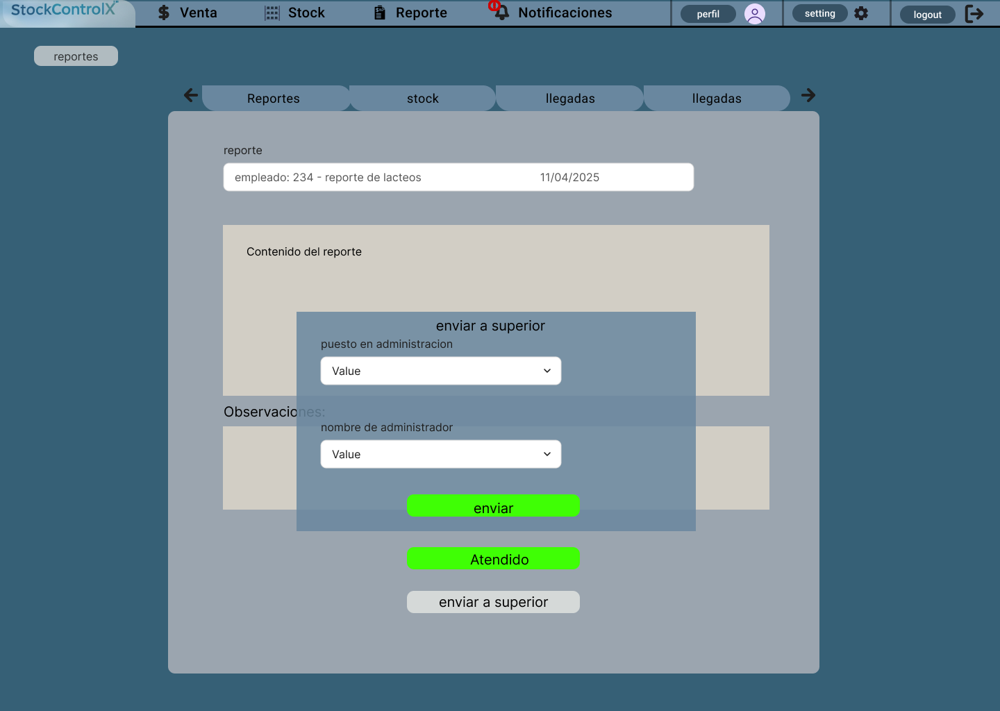 StockControlX
Venta
Stock
Reporte
0
Notificaciones
perfil
setting
logout
reportes
Reportes
stock
llegadas
llegadas
reporte
empleado: 234 - reporte de lacteos 11/04/2025
Contenido del reporte
enviar a superior
puesto en administracion
Value
Observaciones:
nombre de administrador
Value
enviar
Atendido
enviar a superior